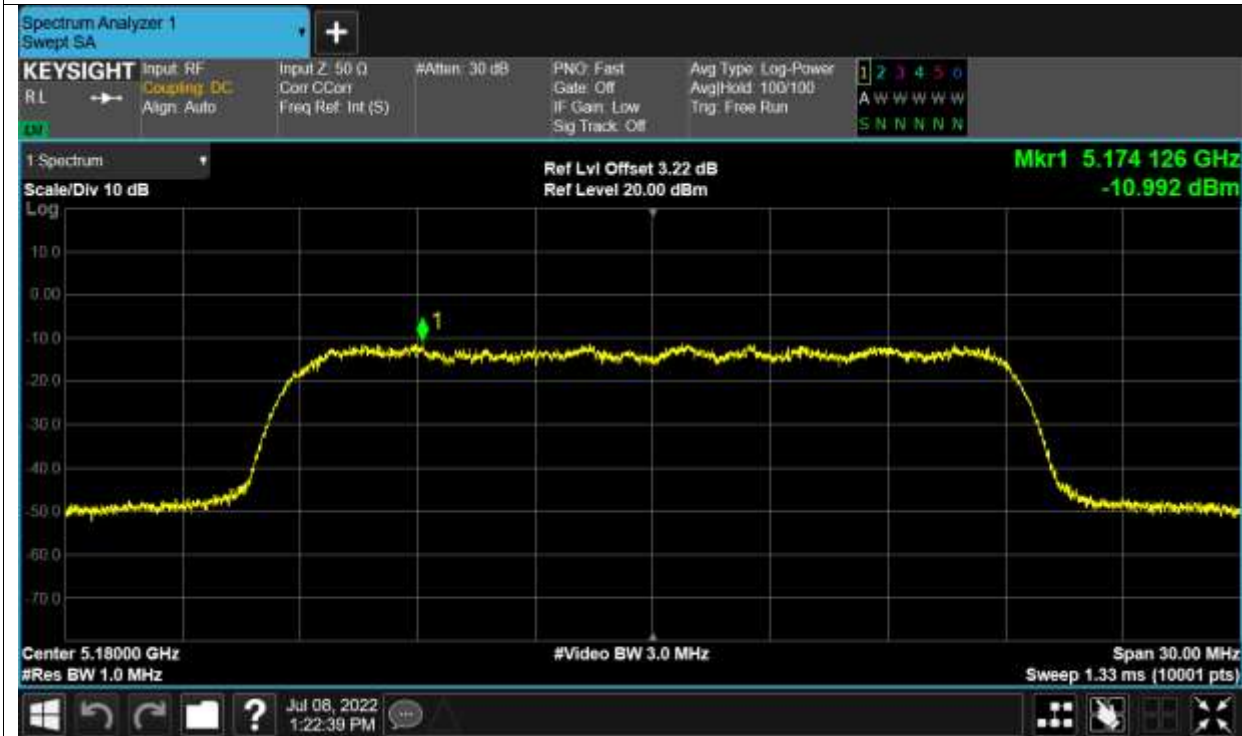 Spectrum Analyzer 1
Swept SA
+
KEYSIGHT
R L
Input: RF
Coupling: DC
Align: Auto
Input Z: 50 Ω
Corr CCorr
Freq Ref: Int (S)
#Atten: 30 dB
PNO: Fast
Gate: Off
IF Gain: Low
Sig Track: Off
Avg Type: Log-Power
Avg|Hold: 100/100
Trig: Free Run
1 2 3 4 5 6
A W W W W W
S N N N N N
1 Spectrum
Scale/Div 10 dB
Log
Ref Lvl Offset 3.22 dB
Ref Level 20.00 dBm
Mkr1 5.174 126 GHz
-10.992 dBm
10.0
0.00
-10.0
-20.0
-30.0
-40.0
-50.0
-60.0
-70.0
1
Center 5.18000 GHz
#Res BW 1.0 MHz
#Video BW 3.0 MHz
Span 30.00 MHz
Sweep 1.33 ms (10001 pts)
?
Jul 08, 2022
1:22:39 PM